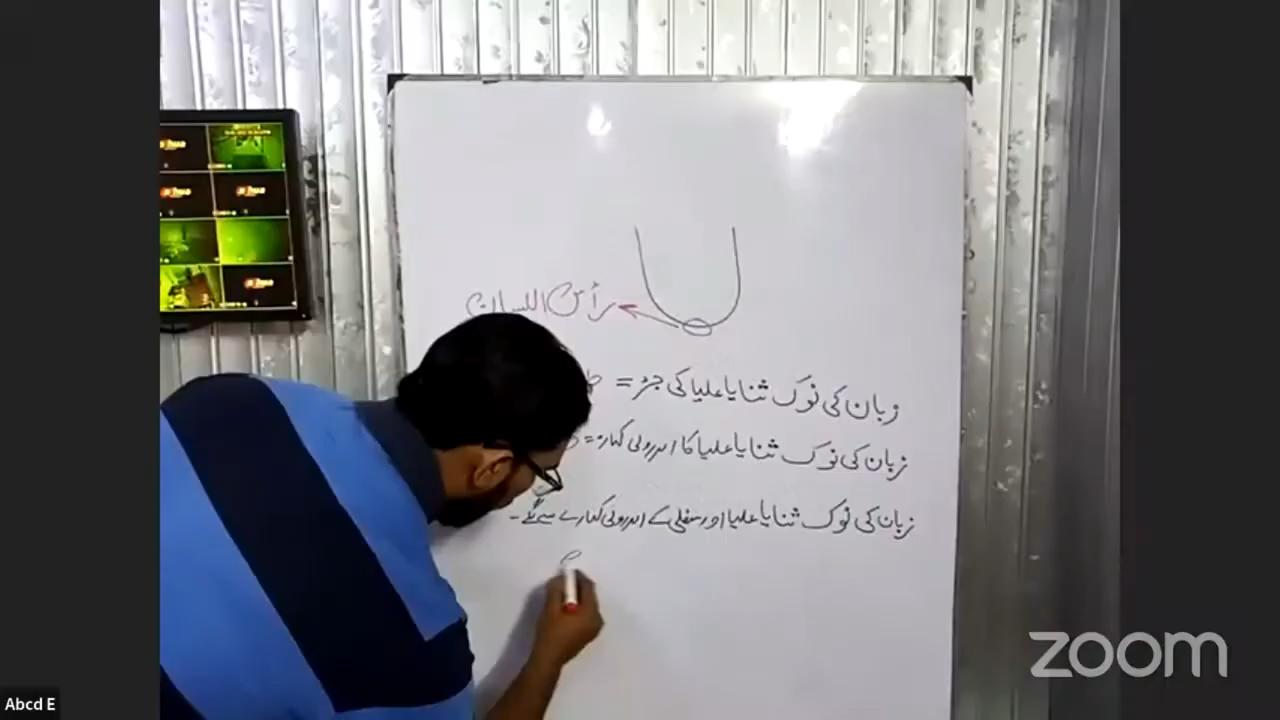 رأس اللسان
زبان کی نوک ثنایا علیا کی جڑ = ط
زبان کی نوک ثنایا علیا کا اندرونی کنارہ =
زبان کی نوک ثنایا علیا اور سفلی کے اندرونی کنارے سے لگے ۔
zoom
Abcd E